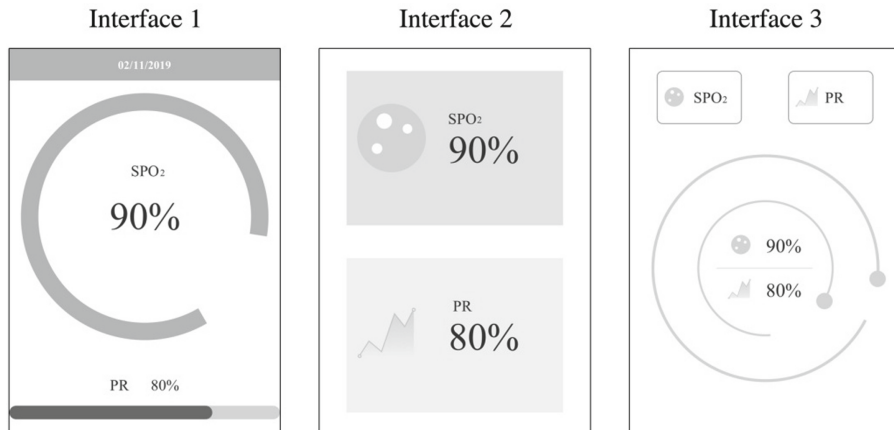 Interface 1
02/11/2019
SPO₂
90%
PR 80%
Interface 2
SPO₂
90%
PR
80%
Interface 3
SPO₂ PR
90%
80%